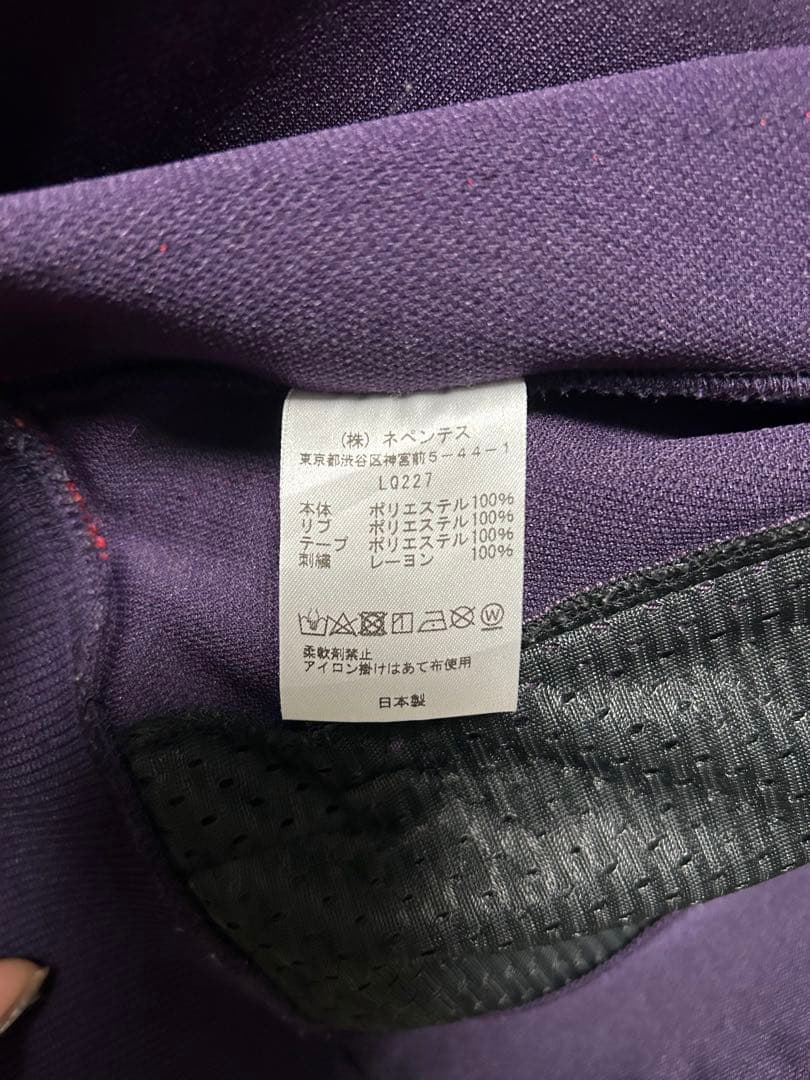 (株) ネペンテス
東京都渋谷区神宮前5-44-1
LQ227
本体 ポリエステル100%
リブ ポリエステル100%
テープ ポリエステル100%
刺繍 レーヨン 100%
W
柔軟剤禁止
アイロン掛けはあて布使用
日本製